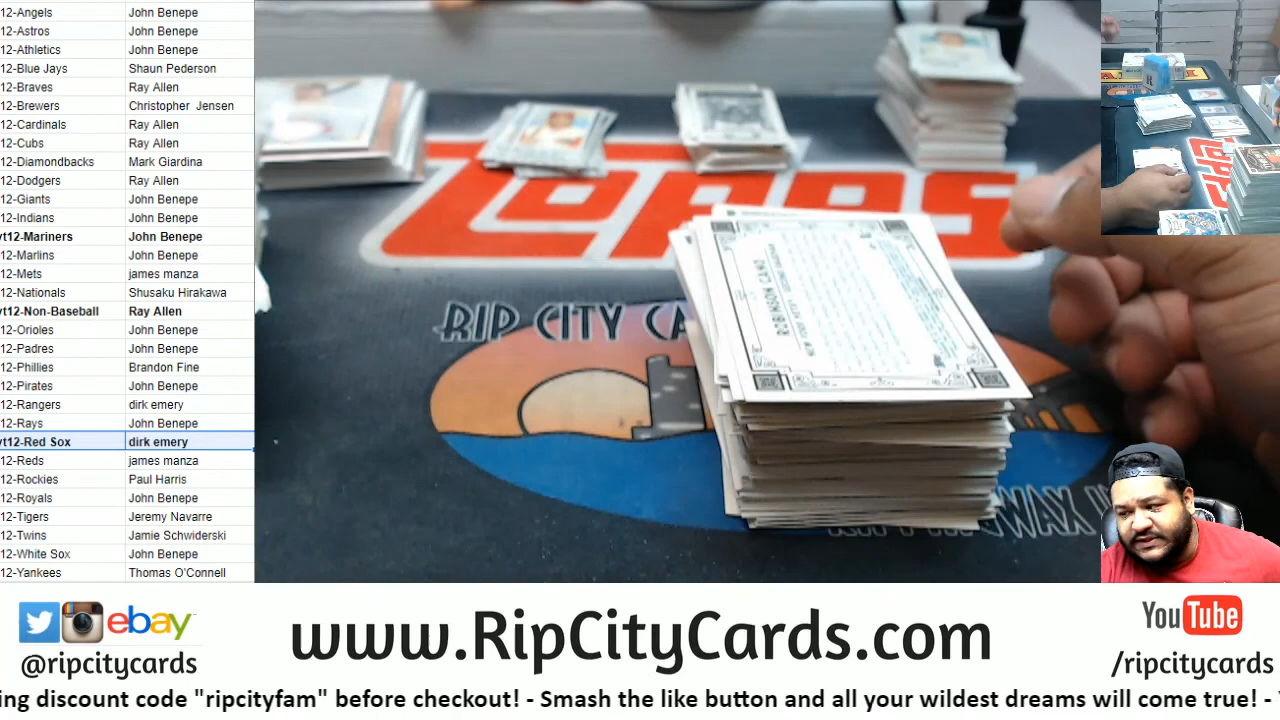 12-Angels John Benepe
12-Astros John Benepe
12-Athletics John Benepe
12-Blue Jays Shaun Pederson
12-Braves Ray Allen
12-Brewers Christopher Jensen
12-Cardinals Ray Allen
12-Cubs Ray Allen
12-Diamondbacks Mark Giardina
12-Dodgers Ray Allen
12-Giants John Benepe
12-Indians John Benepe
yt12-Mariners John Benepe
12-Marlins John Benepe
12-Mets james manza
12-Nationals Shusaku Hirakawa
yt12-Non-Baseball Ray Allen
12-Orioles John Benepe
12-Padres John Benepe
12-Phillies Brandon Fine
12-Pirates John Benepe
12-Rangers dirk emery
12-Rays John Benepe
yt12-Red Sox dirk emery
12-Reds james manza
12-Rockies Paul Harris
12-Royals John Benepe
12-Tigers Jeremy Navarre
12-Twins Jamie Schwiderski
12-White Sox John Benepe
12-Yankees Thomas O'Connell
Topps
RIP CITY CA
ROBINSON CANO
WAX
ebay
@ripcitycards
www.RipCityCards.com
YouTube
/ripcitycards
ing discount code "ripcityfam" before checkout! - Smash the like button and all your wildest dreams will come true! - Y